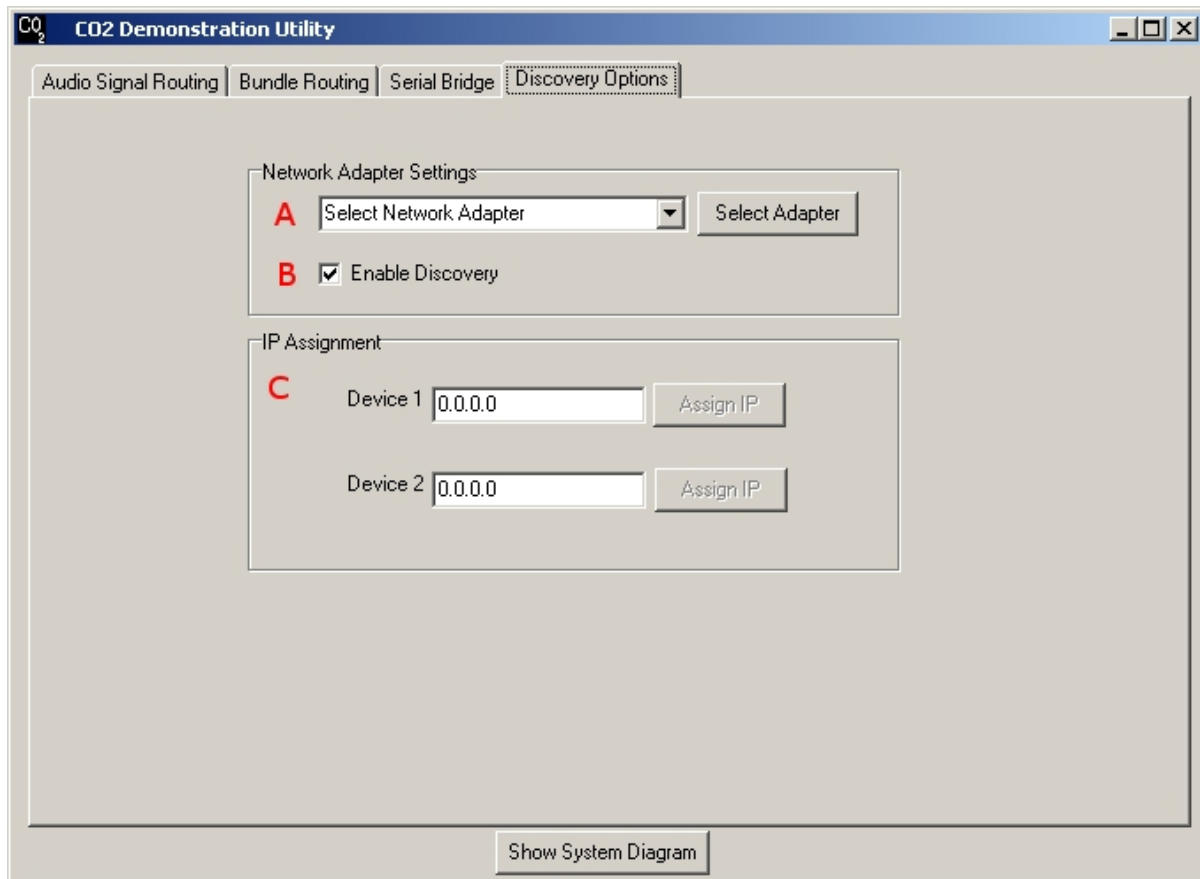 CO2 CO2 Demonstration Utility
Audio Signal Routing Bundle Routing Serial Bridge Discovery Options
Network Adapter Settings
A Select Network Adapter Select Adapter
B Enable Discovery
IP Assignment
C
Device 1 0.0.0.0 Assign IP
Device 2 0.0.0.0 Assign IP
Show System Diagram